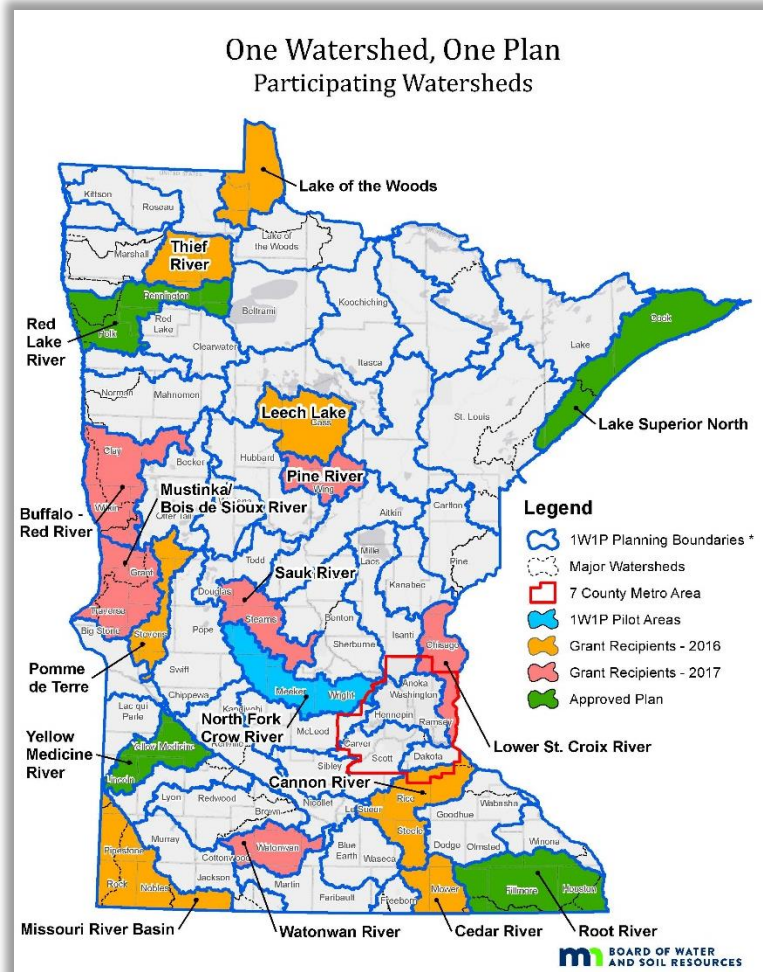 One Watershed, One Plan
Participating Watersheds
Lake of the Woods
Kittson
Roseau
Lake of
the Woods
Marshall
Thief
River
Koochiching
Pennington
Beltrami
Cook
Red
Lake
River
Polk
Red
Lake
Clearwater
Lake
Itasca
Norman
Mahnomen
St. Louis
Leech Lake
Cass
Lake Superior North
Clay
Becker
Hubbard
Pine River
Wing
Buffalo -
Red River
Wilkin
Mustinka/
Bois de Sioux River
Otter Tail
Aitkin
Carlton
Legend
1W1P Planning Boundaries *
Major Watersheds
7 County Metro Area
1W1P Pilot Areas
Grant Recipients - 2016
Grant Recipients - 2017
Approved Plan
Todd
Mille
Lacs
Pine
Kanabec
Grant
Douglas
Sauk River
Traverse
Big Stone
Stevens
Pope
Stearns
Benton
Sherburne
Isanti
Chisago
Pomme
de Terre
Swift
Chippewa
Kandiyohi
Meeker
Wright
Anoka
Washington
Hennepin
Ramsey
North Fork
Crow River
Lac qui
Parle
McLeod
Carver
Scott
Dakota
Lower St. Croix River
Yellow
Medicine
River
Yellow Medicine
Renville
Sibley
Lincoln
Cannon River
Lyon
Redwood
Nicollet
Le Sueur
Rice
Goodhue
Wabasha
Brown
Murray
Cottonwood
Watonwan
Blue
Earth
Waseca
Steele
Dodge
Olmsted
Winona
Pipestone
Rock
Nobles
Jackson
Martin
Faribault
Freeborn
Mower
Fillmore
Houston
Missouri River Basin
Watonwan River
Cedar River
Root River
BOARD OF WATER
AND SOIL RESOURCES